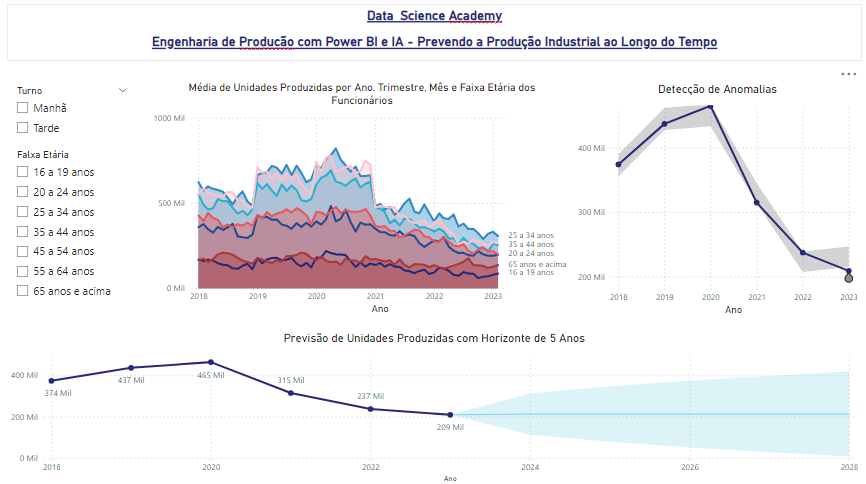 Data Science Academy
Engenharia de Producão com Power BI e IA - Prevendo a Produção Industrial ao Longo do Tempo
Turno
Manhã
Tarde
Faixa Etária
16 a 19 anos
20 a 24 anos
25 a 34 anos
35 a 44 anos
45 a 54 anos
55 a 64 anos
65 anos e acima
Média de Unidades Produzidas por Ano, Trimestre, Mês e Faixa Etária dos
Funcionários
1000 Mil
500 Mil
0 Mil
2018 2019 2020 2021 2022 2023
Ano
25 a 34 anos
35 a 44 anos
20 a 24 anos
65 anos e acima
16 a 19 anos
Detecção de Anomalias
400 Mil
300 Mil
200 Mil
2018 2019 2020 2021 2022 2023
Ano
Previsão de Unidades Produzidas com Horizonte de 5 Anos
400 Mil
200 Mil
0 Mil
374 Mil
437 Mil
465 Mil
315 Mil
237 Mil
209 Mil
2018 2020 2022 2024 2026 2028
Ano